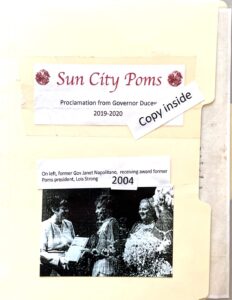 Sun City Poms
Proclamation from Governor Ducey
2019-2020
Copy inside
On left, former Gov Janet Napolitano, receiving award former
Poms president, Lois Strong
2004